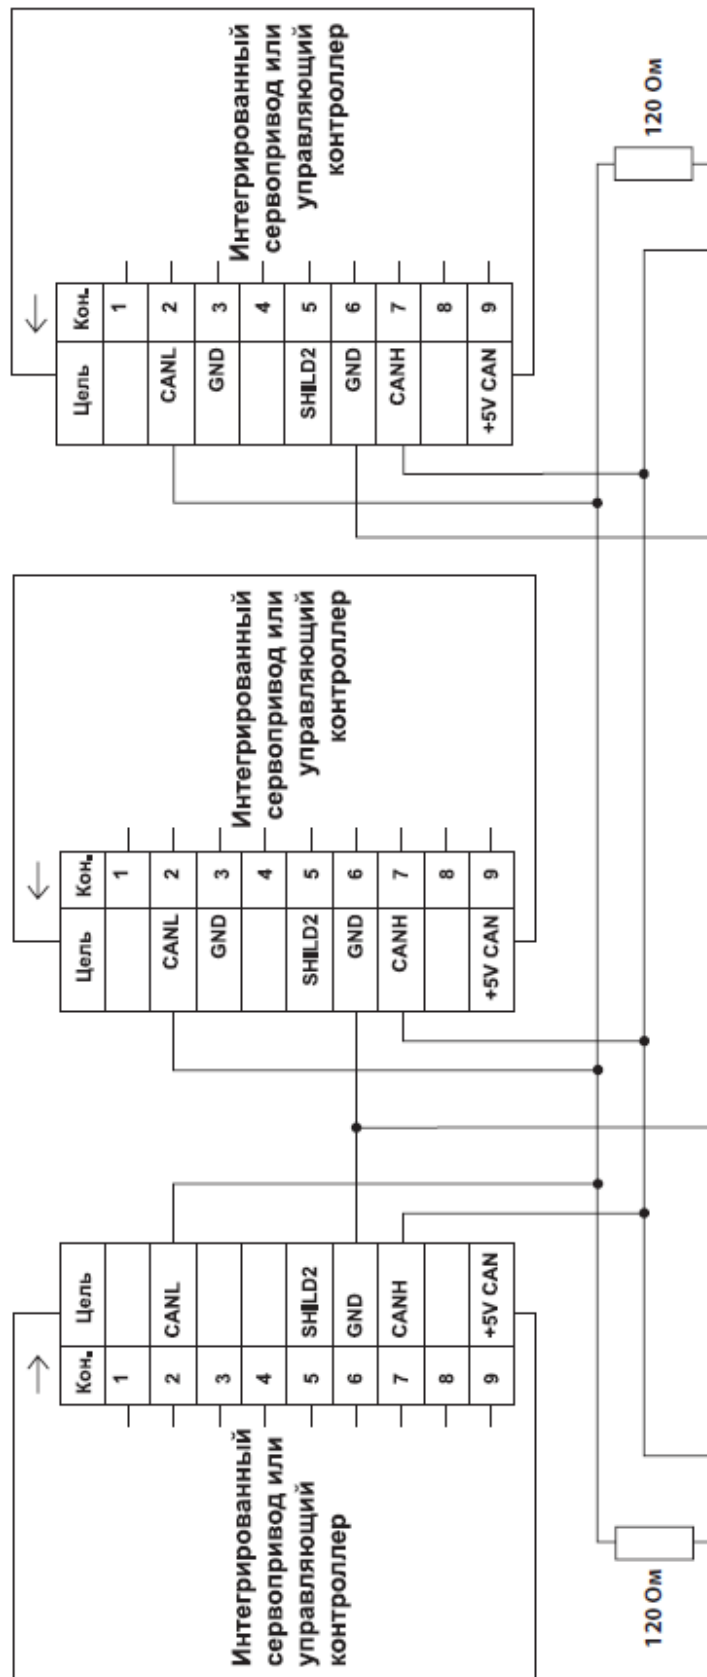 Кон. Цель
1
2 CANL
3
4
5 SHILD2
6 GND
7 CANH
8
9 +5V CAN
Интегрированный
сервопривод или
управляющий
контроллер
Цель Кон.
1
CANL 2
GND 3
4
SHILD2 5
GND 6
CANH 7
8
+5V CAN 9
Интегрированный
сервопривод или
управляющий
контроллер
Цель Кон.
1
CANL 2
GND 3
4
SHILD2 5
GND 6
CANH 7
8
+5V CAN 9
Интегрированный
сервопривод или
управляющий
контроллер
120 Ом
120 Ом